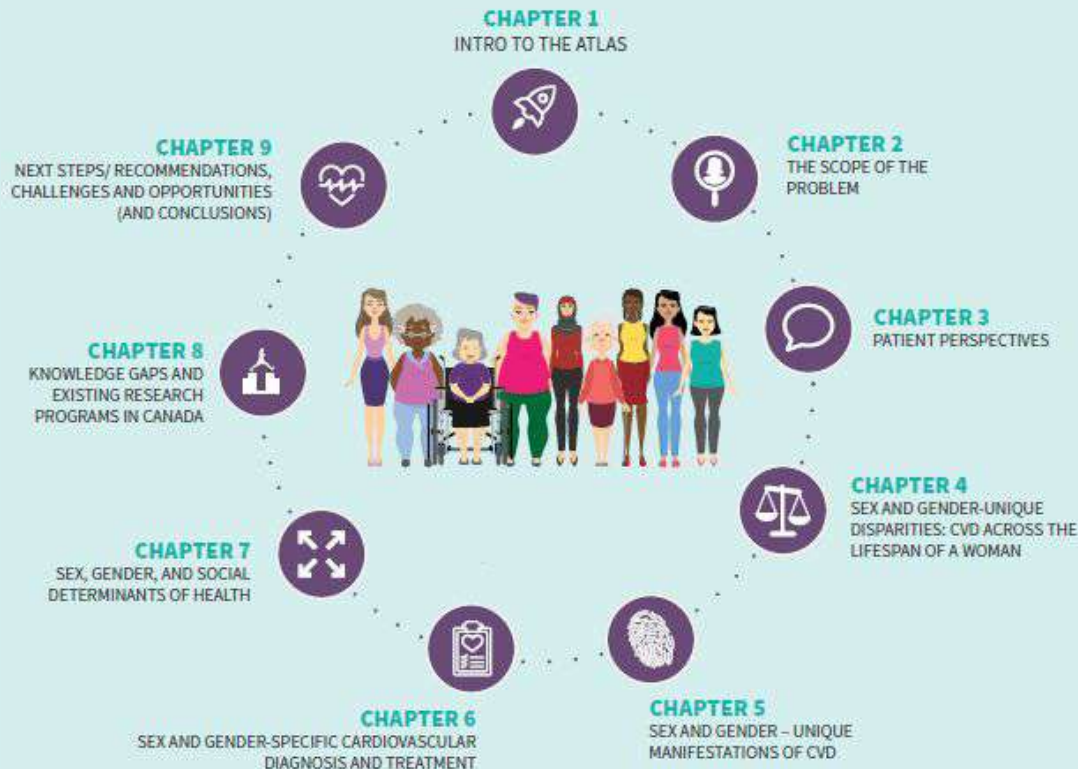 CHAPTER 1
INTRO TO THE ATLAS
CHAPTER 2
THE SCOPE OF THE
PROBLEM
CHAPTER 3
PATIENT PERSPECTIVES
CHAPTER 4
SEX AND GENDER-UNIQUE
DISPARITIES: CVD ACROSS THE
LIFESPAN OF A WOMAN
CHAPTER 5
SEX AND GENDER – UNIQUE
MANIFESTATIONS OF CVD
CHAPTER 6
SEX AND GENDER-SPECIFIC CARDIOVASCULAR
DIAGNOSIS AND TREATMENT
CHAPTER 7
SEX, GENDER, AND SOCIAL
DETERMINANTS OF HEALTH
CHAPTER 8
KNOWLEDGE GAPS AND
EXISTING RESEARCH
PROGRAMS IN CANADA
CHAPTER 9
NEXT STEPS/ RECOMMENDATIONS,
CHALLENGES AND OPPORTUNITIES
(AND CONCLUSIONS)